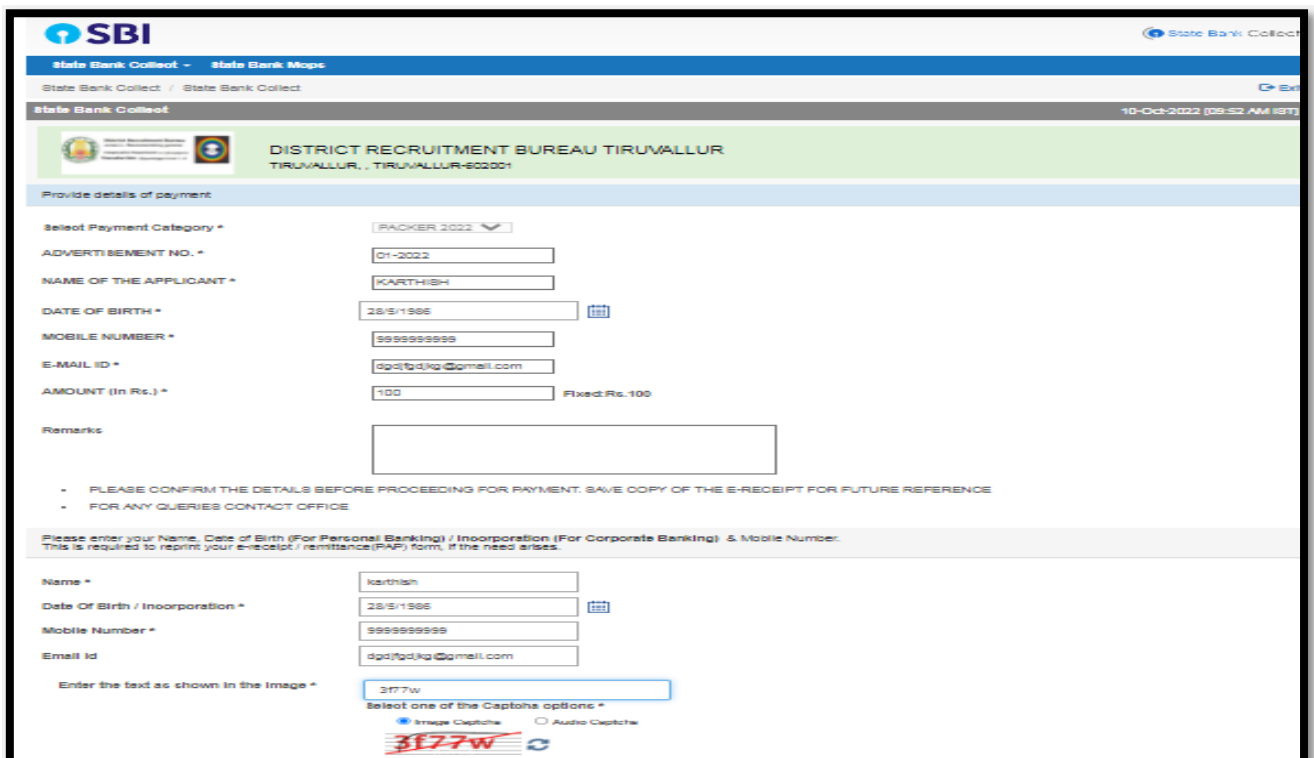 SBI
State Bank Collect
State Bank Collect State Bank Mops
State Bank Collect / State Bank Collect Exit
State Bank Collect 10-Oct-2022 [09:52 AM IST]
District Recruitment Bureau
DISTRICT RECRUITMENT BUREAU TIRUVALLUR
TIRUVALLUR, , TIRUVALLUR-602001
Provide details of payment
Select Payment Category * PACKER 2022
ADVERTISEMENT NO. * 01-2022
NAME OF THE APPLICANT * KARTHISH
DATE OF BIRTH * 28/5/1986
MOBILE NUMBER * 9999999999
E-MAIL ID * dgdjfgdjkg@gmail.com
AMOUNT (In Rs.) * 100 Fixed:Rs.100
Remarks
- PLEASE CONFIRM THE DETAILS BEFORE PROCEEDING FOR PAYMENT. SAVE COPY OF THE E-RECEIPT FOR FUTURE REFERENCE
- FOR ANY QUERIES CONTACT OFFICE
Please enter your Name, Date of Birth (For Personal Banking) / Incorporation (For Corporate Banking) & Mobile Number.
This is required to reprint your e-receipt / remittance(PAP) form, if the need arises.
Name * karthish
Date Of Birth / Incorporation * 28/5/1986
Mobile Number * 9999999999
Email Id dgdjfgdjkg@gmail.com
Enter the text as shown in the image * 3f77w
Select one of the Captcha options *
Image Captcha Audio Captcha
3f77w